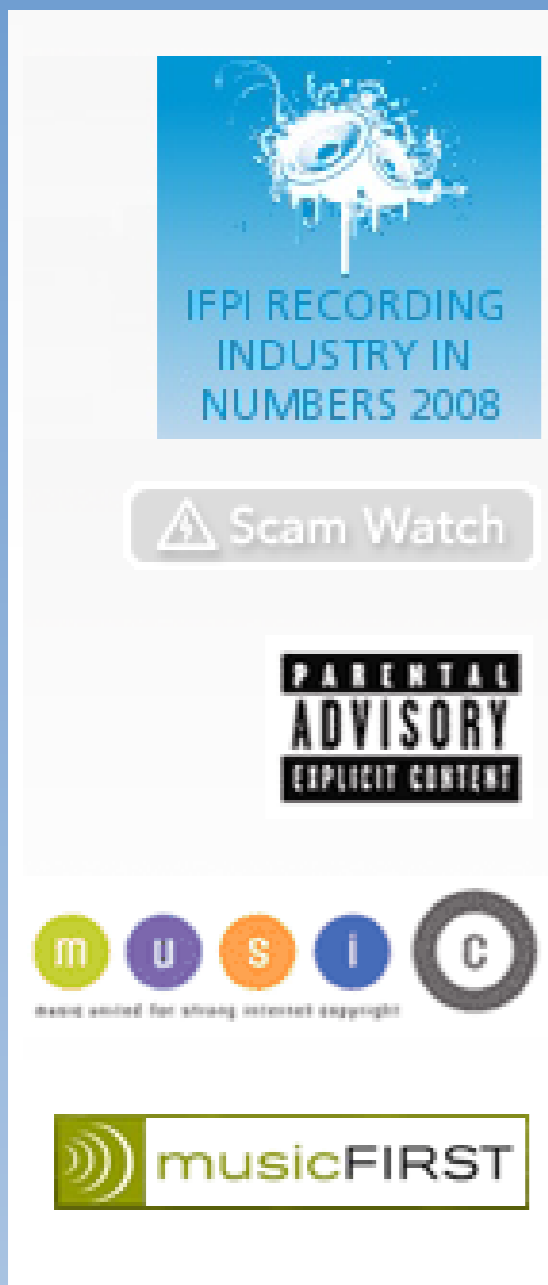 IFPI RECORDING
INDUSTRY IN
NUMBERS 2008
Scam Watch
PARENTAL
ADVISORY
EXPLICIT CONTENT
m u s i c
music united for strong internet copyright
musicFIRST